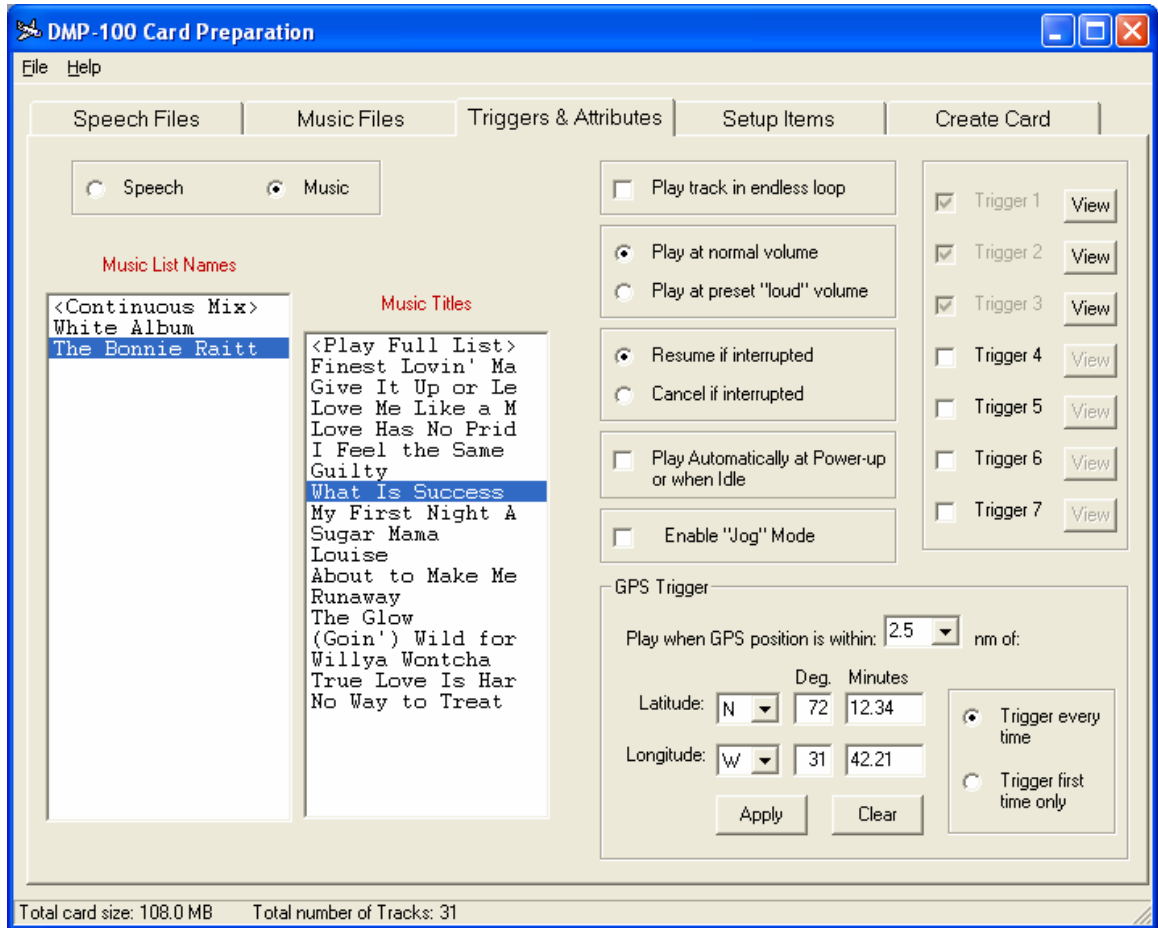 DMP-100 Card Preparation
File Help
Speech Files Music Files Triggers & Attributes Setup Items Create Card
Speech Music
Music List Names
<Continuous Mix>
White Album
The Bonnie Raitt
Music Titles
<Play Full List>
Finest Lovin' Ma
Give It Up or Le
Love Me Like a M
Love Has No Prid
I Feel the Same
Guilty
What Is Success
My First Night A
Sugar Mama
Louise
About to Make Me
Runaway
The Glow
(Goin') Wild for
Willya Wontcha
True Love Is Har
No Way to Treat
Play track in endless loop
Play at normal volume
Play at preset "loud" volume
Resume if interrupted
Cancel if interrupted
Play Automatically at Power-up
or when Idle
Enable "Jog" Mode
Trigger 1 View
Trigger 2 View
Trigger 3 View
Trigger 4 View
Trigger 5 View
Trigger 6 View
Trigger 7 View
GPS Trigger
Play when GPS position is within: 2.5 nm of:
Deg. Minutes
Latitude: N 72 12.34
Longitude: W 31 42.21
Apply Clear
Trigger every
time
Trigger first
time only
Total card size: 108.0 MB Total number of Tracks: 31